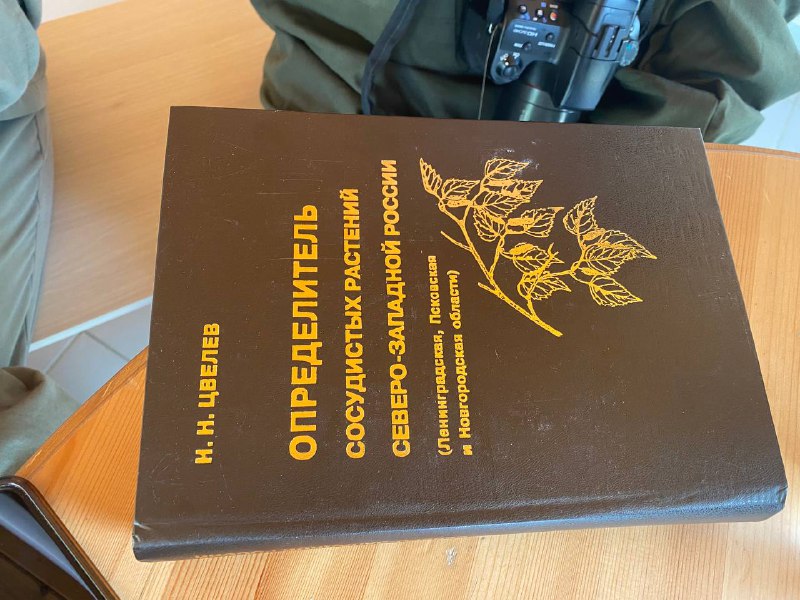 Н. Н. ЦВЕЛЕВ
ОПРЕДЕЛИТЕЛЬ
СОСУДИСТЫХ РАСТЕНИЙ
СЕВЕРО-ЗАПАДНОЙ РОССИИ
(Ленинградская, Псковская
и Новгородская области)